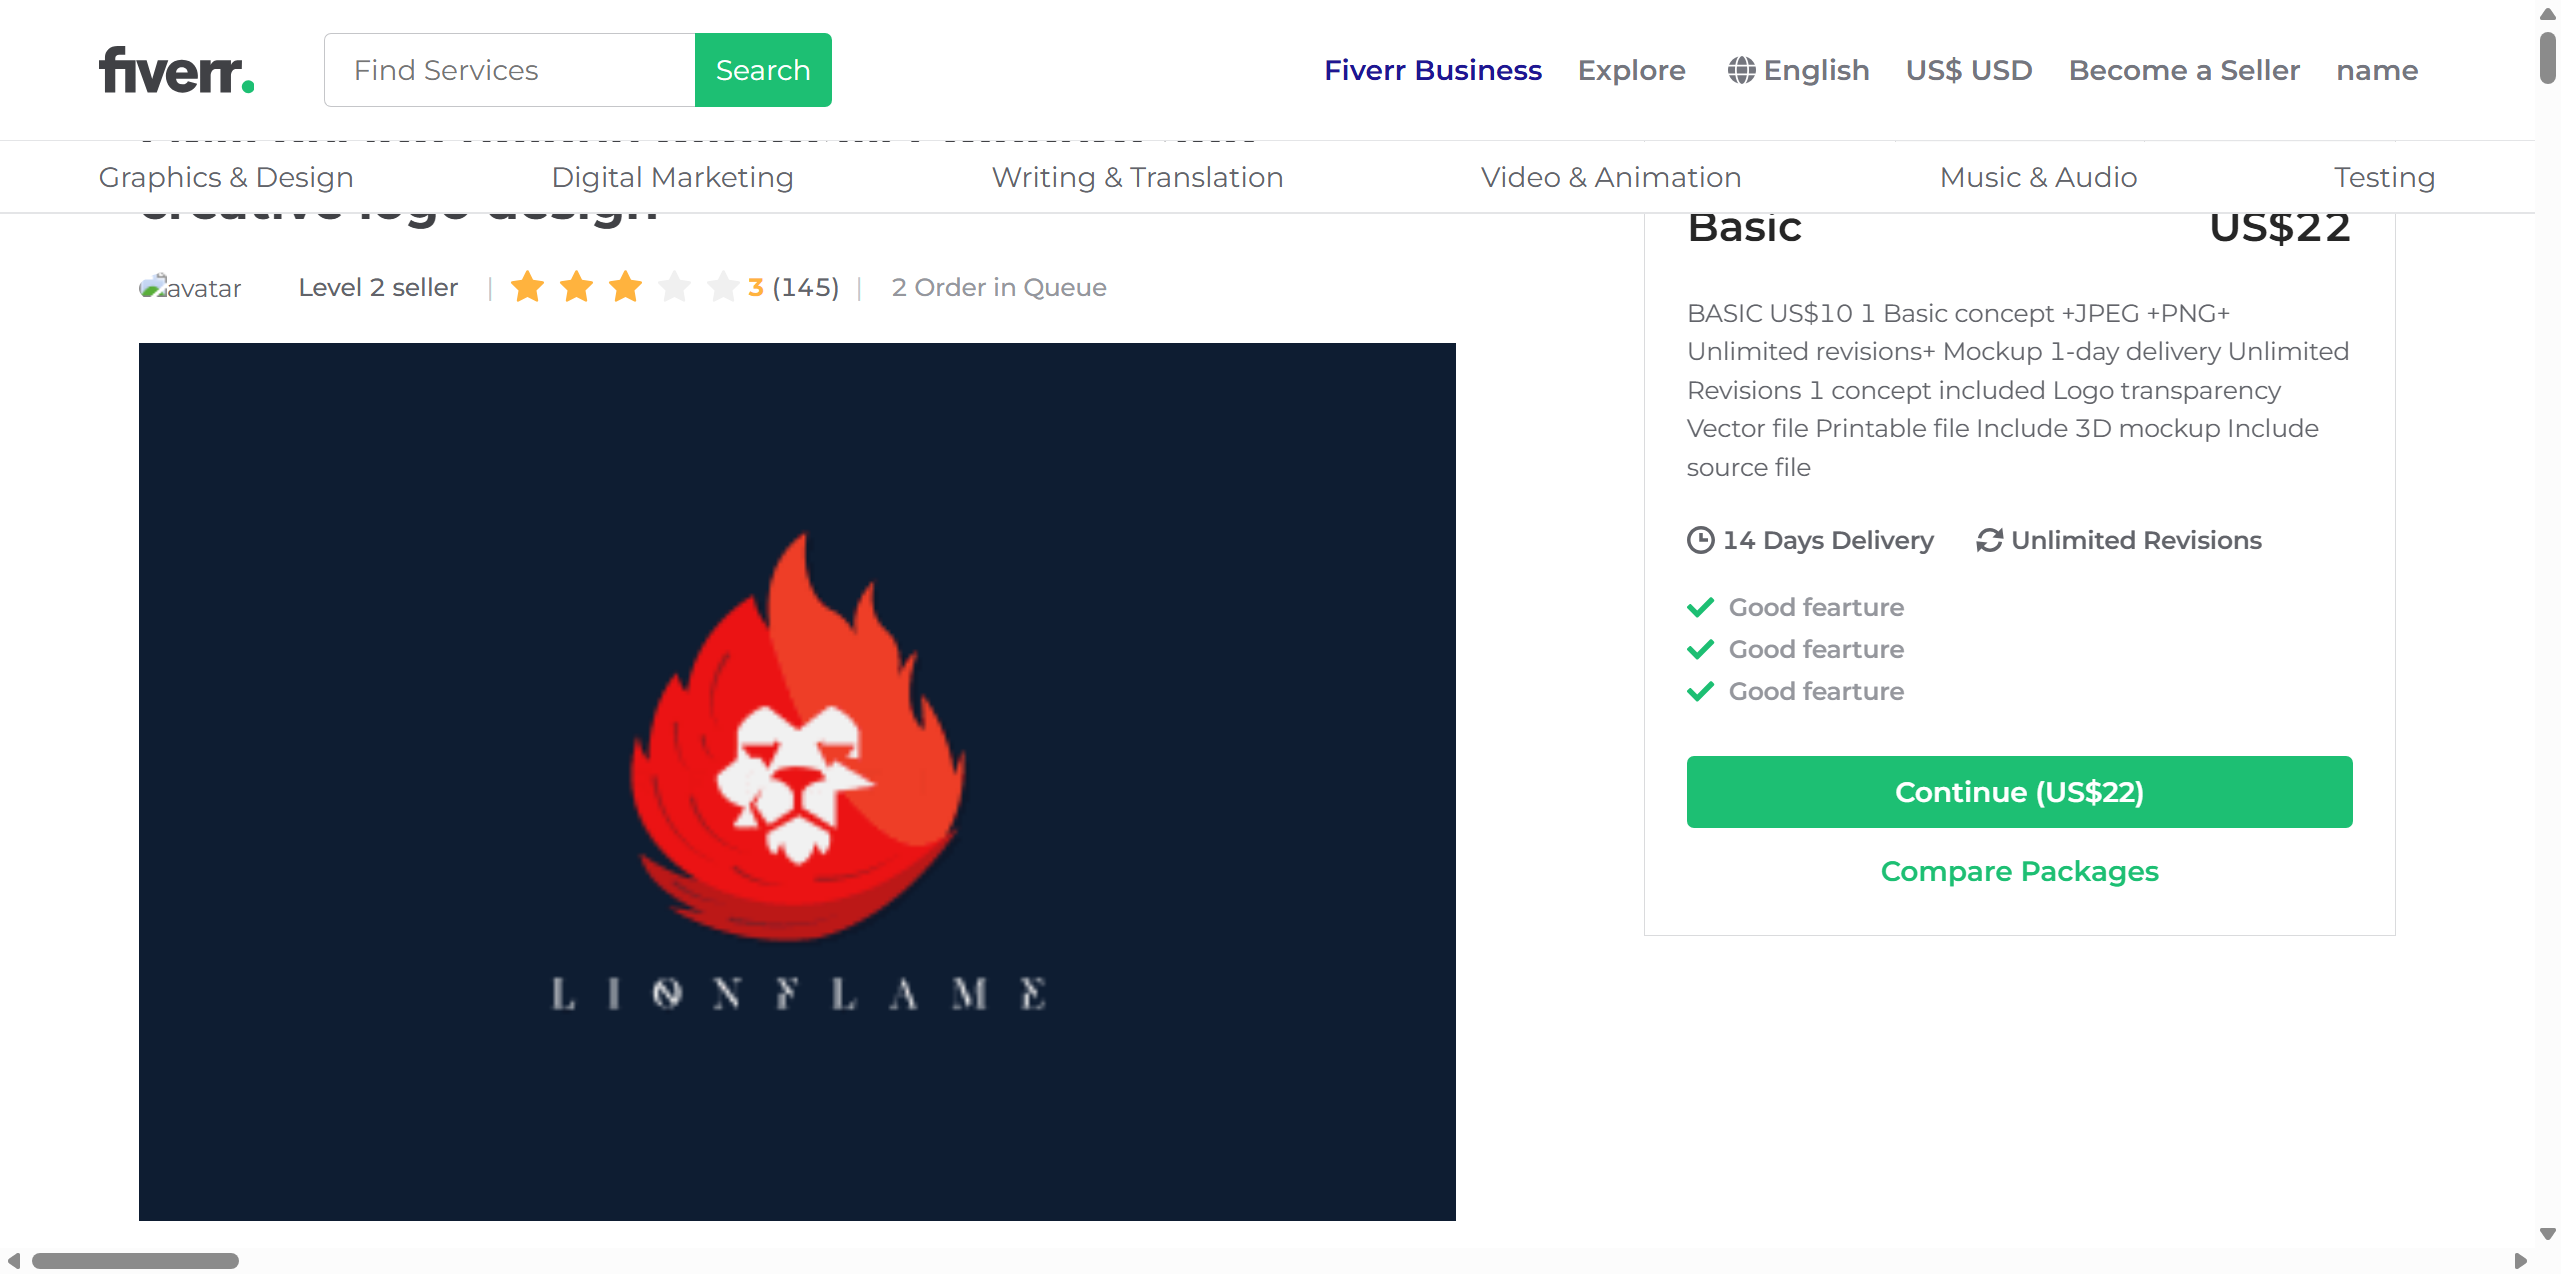 fiverr.
Find Services
Search
Fiverr Business
Explore
English
US$ USD
Become a Seller
name
Graphics & Design
Digital Marketing
Writing & Translation
Video & Animation
Music & Audio
Testing
creative logo design
avatar
Level 2 seller
|
3 (145)
|
2 Order in Queue
LIONFLAME
Basic
US$22
BASIC US$10 1 Basic concept +JPEG +PNG+
Unlimited revisions+ Mockup 1-day delivery Unlimited
Revisions 1 concept included Logo transparency
Vector file Printable file Include 3D mockup Include
source file
14 Days Delivery
Unlimited Revisions
Good fearture
Good fearture
Good fearture
Continue (US$22)
Compare Packages